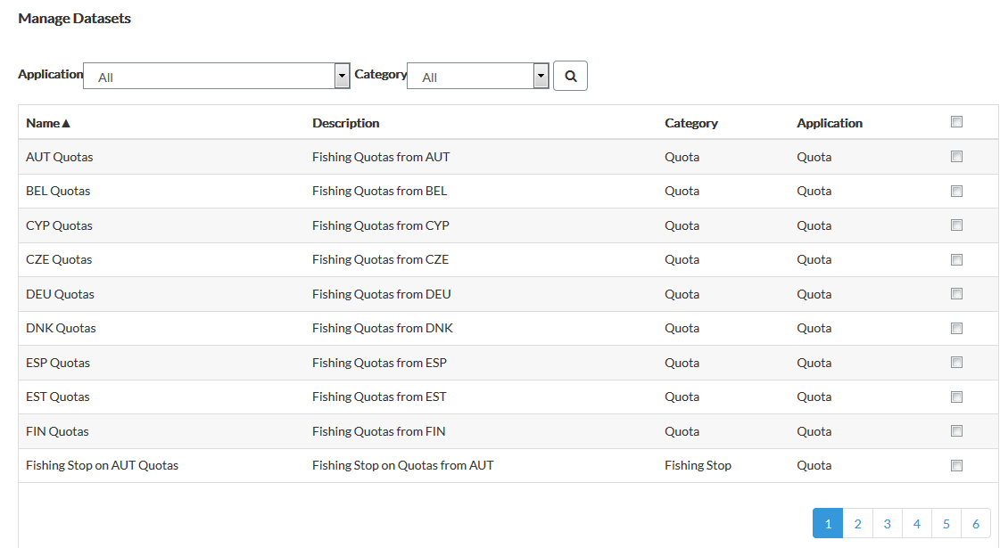 Manage Datasets
Application All Category All
Name▲ Description Category Application
AUT Quotas Fishing Quotas from AUT Quota Quota
BEL Quotas Fishing Quotas from BEL Quota Quota
CYP Quotas Fishing Quotas from CYP Quota Quota
CZE Quotas Fishing Quotas from CZE Quota Quota
DEU Quotas Fishing Quotas from DEU Quota Quota
DNK Quotas Fishing Quotas from DNK Quota Quota
ESP Quotas Fishing Quotas from ESP Quota Quota
EST Quotas Fishing Quotas from EST Quota Quota
FIN Quotas Fishing Quotas from FIN Quota Quota
Fishing Stop on AUT Quotas Fishing Stop on Quotas from AUT Fishing Stop Quota
1 2 3 4 5 6